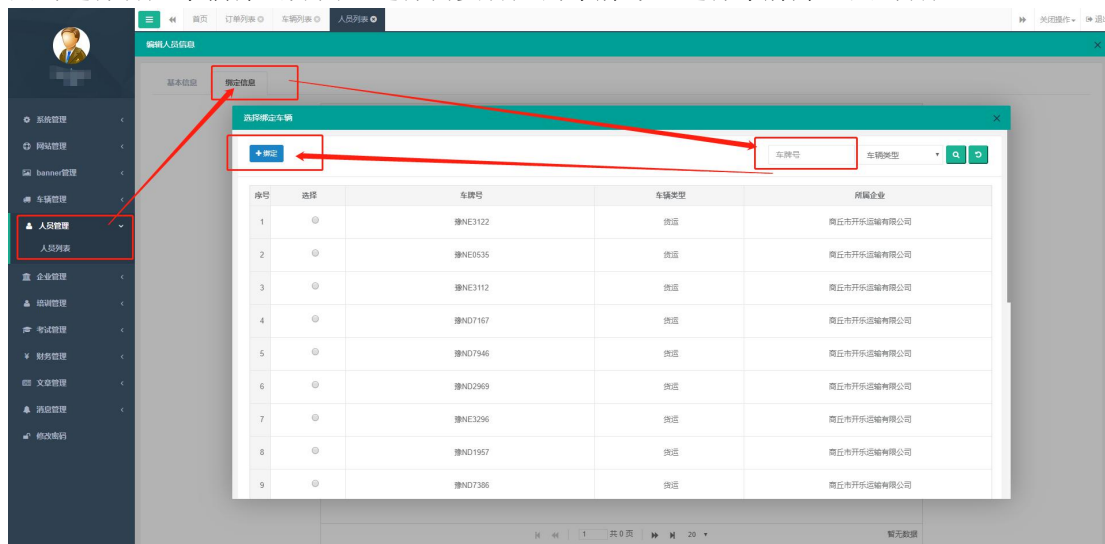 首页 订单列表 车辆列表 人员列表 关闭操作
编辑人员信息
基本信息 绑定信息
系统管理
网站管理
banner管理
车辆管理
人员管理
人员列表
企业管理
培训管理
考试管理
财务管理
文章管理
消息管理
修改密码
选择绑定车辆
+绑定 车牌号 车辆类型
序号 选择 车牌号 车辆类型 所属企业
1 豫NE3122 货运 商丘市开乐运输有限公司
2 豫NE0535 货运 商丘市开乐运输有限公司
3 豫NE3112 货运 商丘市开乐运输有限公司
4 豫ND7167 货运 商丘市开乐运输有限公司
5 豫ND7946 货运 商丘市开乐运输有限公司
6 豫ND2969 货运 商丘市开乐运输有限公司
7 豫NE3296 货运 商丘市开乐运输有限公司
8 豫ND1957 货运 商丘市开乐运输有限公司
9 豫ND7386 货运 商丘市开乐运输有限公司
1 共0页 20 暂无数据